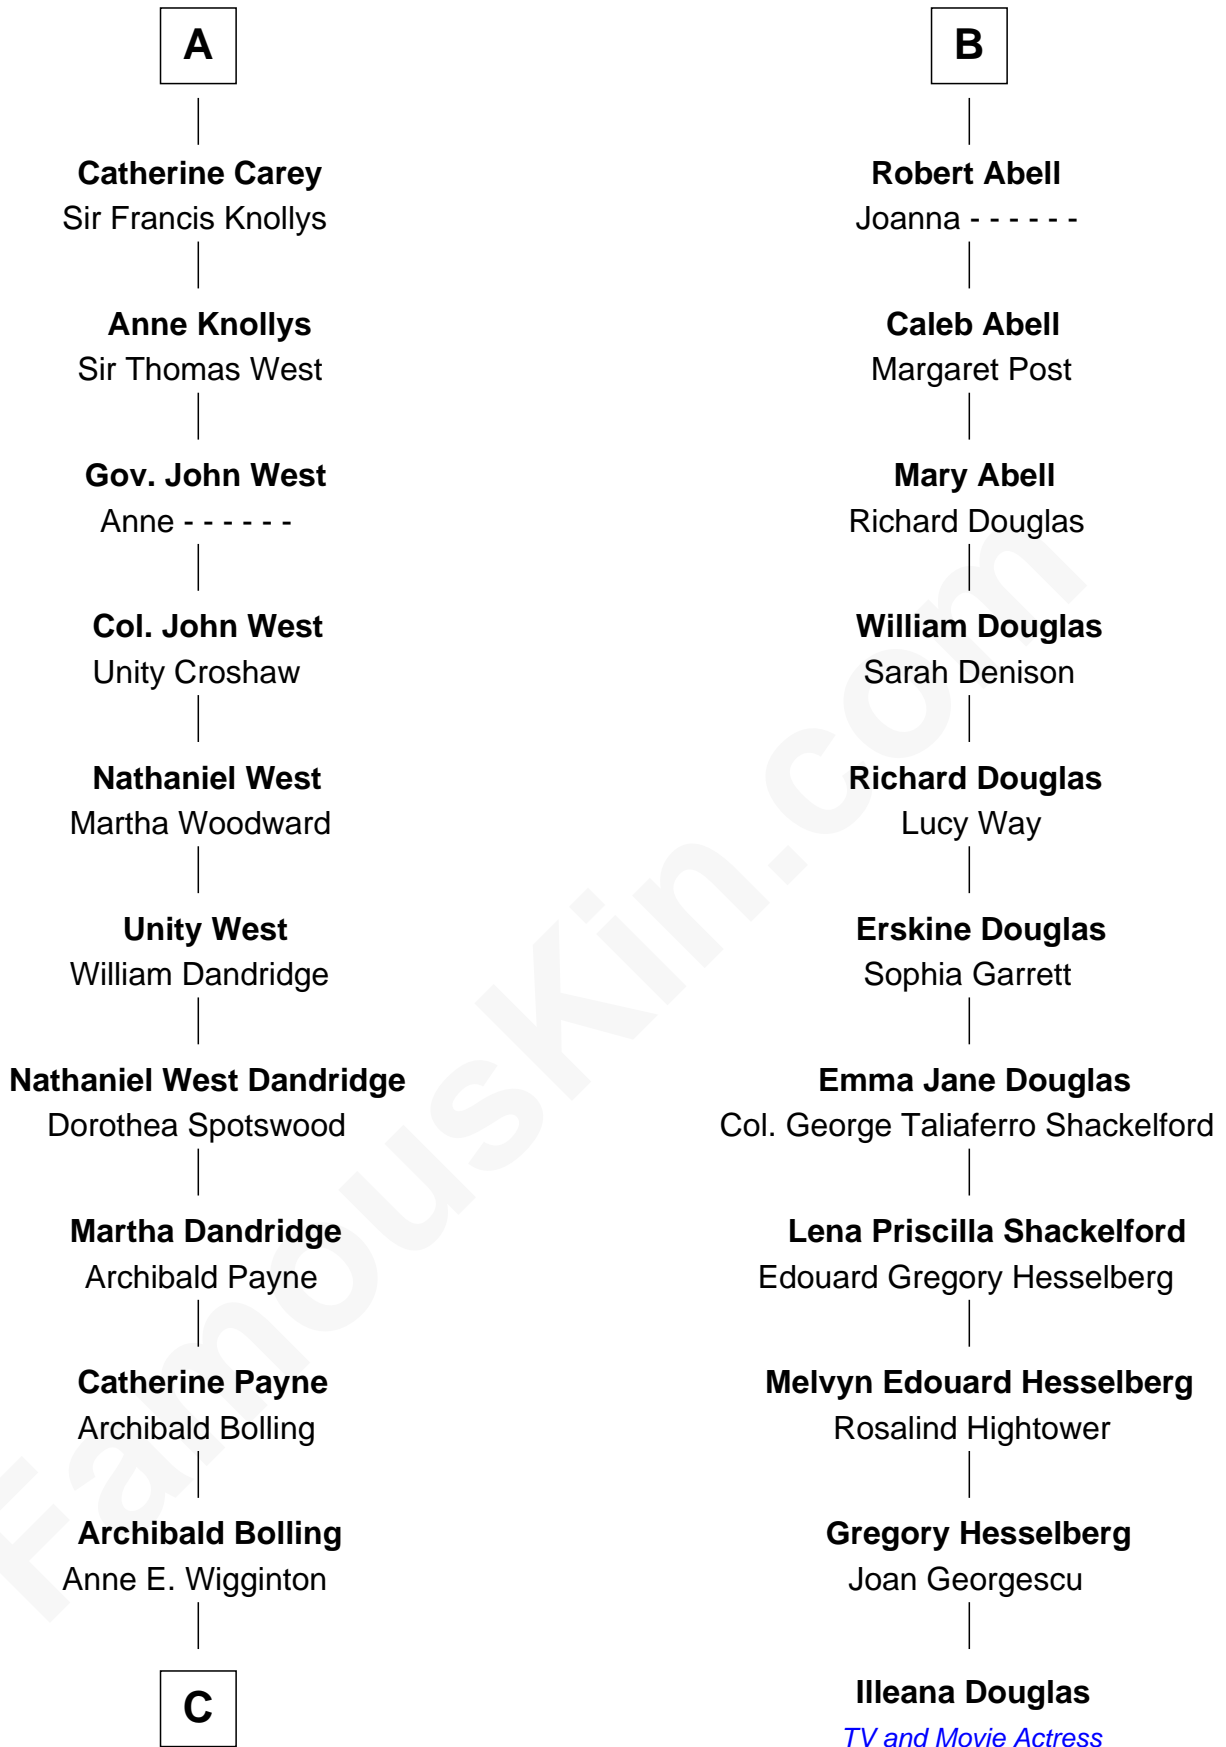 A
Catherine Carey
Sir Francis Knollys
Anne Knollys
Sir Thomas West
Gov. John West
Anne - - - - - -
Col. John West
Unity Croshaw
Nathaniel West
Martha Woodward
Unity West
William Dandridge
Nathaniel West Dandridge
Dorothea Spotswood
Martha Dandridge
Archibald Payne
Catherine Payne
Archibald Bolling
Archibald Bolling
Anne E. Wigginton
C
B
Robert Abell
Joanna - - - - - -
Caleb Abell
Margaret Post
Mary Abell
Richard Douglas
William Douglas
Sarah Denison
Richard Douglas
Lucy Way
Erskine Douglas
Sophia Garrett
Emma Jane Douglas
Col. George Taliaferro Shackelford
Lena Priscilla Shackelford
Edouard Gregory Hesselberg
Melvyn Edouard Hesselberg
Rosalind Hightower
Gregory Hesselberg
Joan Georgescu
Illeana Douglas
TV and Movie Actress
FamousKin.com